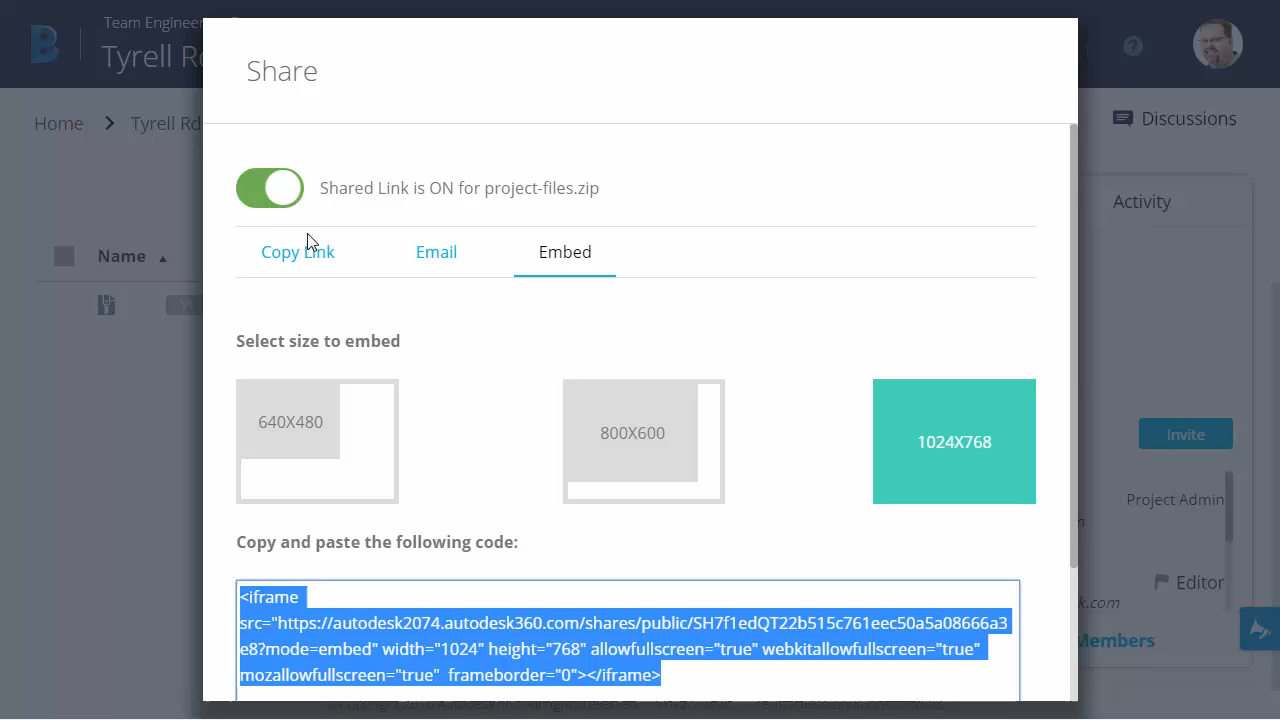 Team Engineer
Tyrell Rd
Share
Home
Tyrell Rd
Discussions
Shared Link is ON for project-files.zip
Activity
Copy Link
Email
Embed
Name
V
Select size to embed
640X480
800X600
1024X768
Invite
Project Admin
Copy and paste the following code:
Editor
k.com
Members
<iframe
src="https://autodesk2074.autodesk360.com/shares/public/SH7f1edQT22b515c761eec50a5a08666a3
e8?mode=embed" width="1024" height="768" allowfullscreen="true" webkitallowfullscreen="true"
mozallowfullscreen="true"  frameborder="0"></iframe>